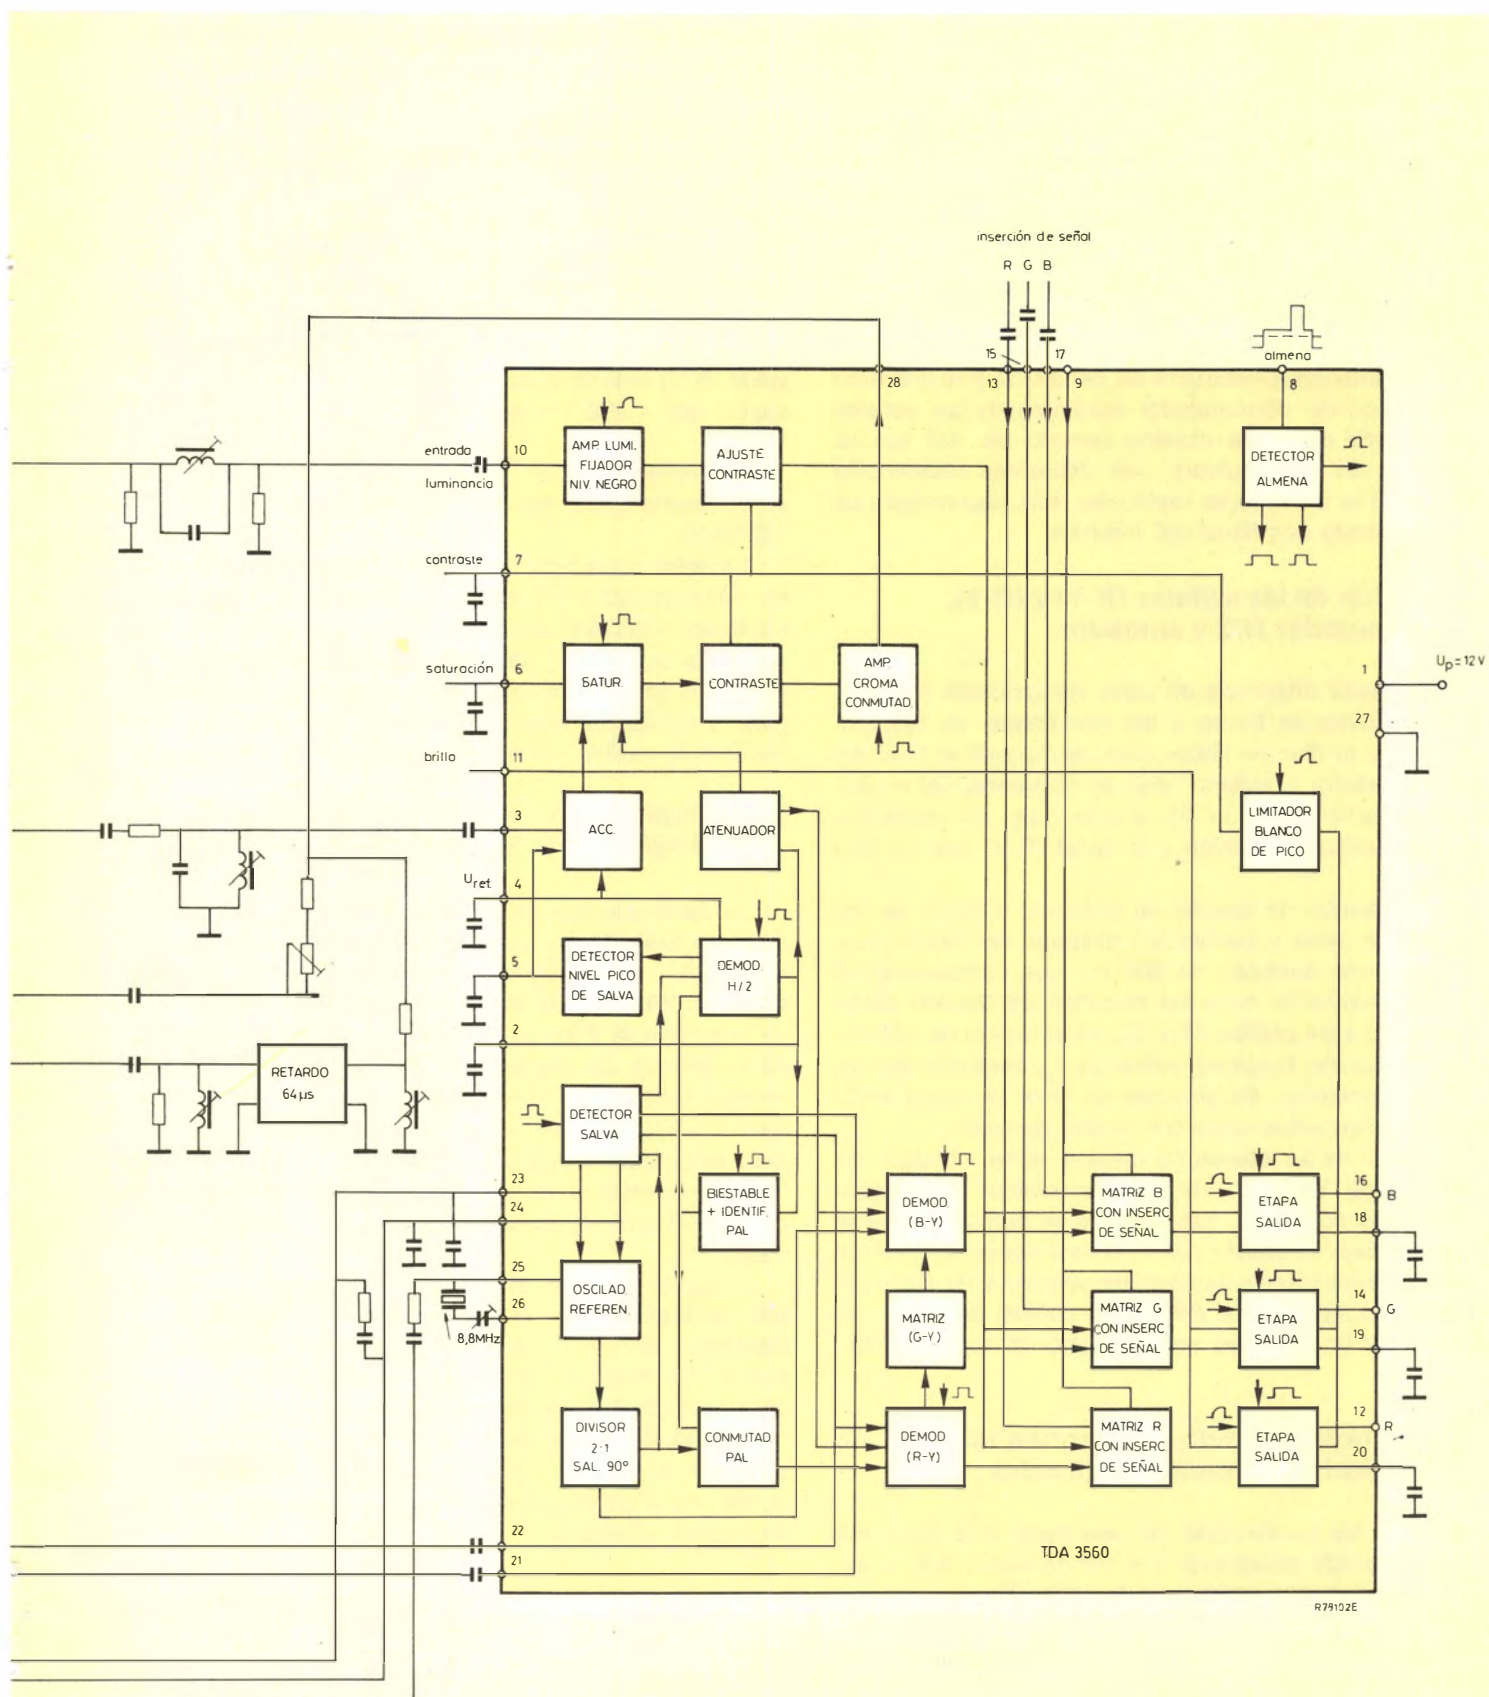 inserción de señal
R G B
almena
15
17
28
13
9
8
entrada
luminancia
10
AMP. LUMI.
FIJADOR
NIV. NEGRO
AJUSTE
CONTRASTE
DETECTOR
ALMENA
contraste
7
saturación
6
SATUR.
CONTRASTE
AMP.
CROMA
CONMUTAD.
1
Up = 12 V
27
brillo
11
3
ACC.
ATENUADOR
LIMITADOR
BLANCO
DE PICO
Uref.
4
5
DETECTOR
NIVEL PICO
DE SALVA
DEMOD.
H/2
2
RETARDO
64 µs
DETECTOR
SALVA
23
24
BIESTABLE
+ IDENTIF.
PAL
DEMOD.
(B-Y)
MATRIZ B
CON INSERC
DE SEÑAL
ETAPA
SALIDA
16
B
18
25
26
8,8MHz
OSCILAD.
REFEREN.
MATRIZ
(G-Y)
MATRIZ G
CON INSERC
DE SEÑAL
ETAPA
SALIDA
14
G
19
DIVISOR
2:1
SAL. 90°
CONMUTAD
PAL
DEMOD
(R-Y)
MATRIZ R
CON INSERC
DE SEÑAL
ETAPA
SALIDA
12
R
20
22
21
TDA 3560
R79102E